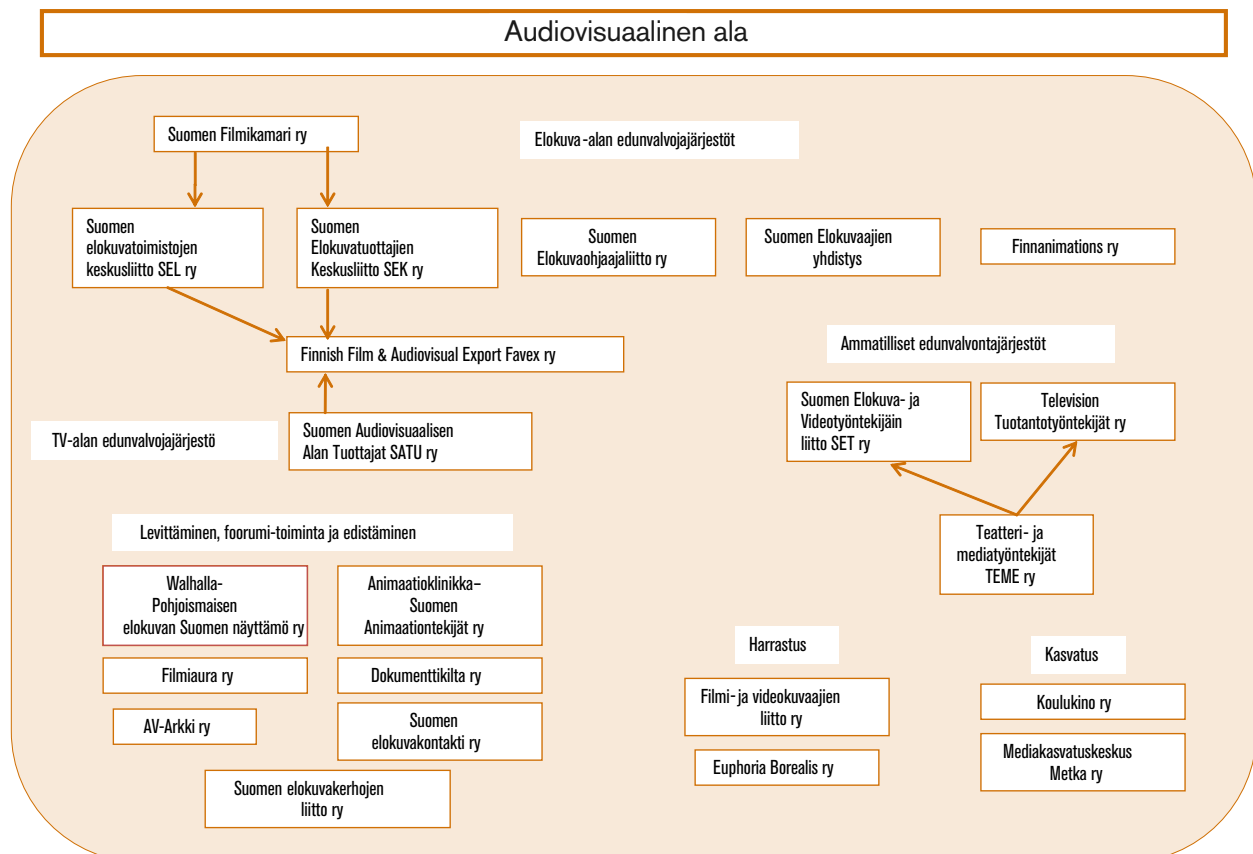 Audiovisuaalinen ala
Suomen Filmikamari ry
Elokuva-alan edunvalvojajärjestöt
Suomen
elokuvatoimistojen
keskusliitto SEL ry
Suomen
Elokuvatuottajien
Keskusliitto SEK ry
Suomen
Elokuvaohjaajaliitto ry
Suomen Elokuvaajien
yhdistys
Finnanimations ry
Finnish Film & Audiovisual Export Favex ry
Ammatilliset edunvalvontajärjestöt
TV-alan edunvalvojajärjestö
Suomen Audiovisuaalisen
Alan Tuottajat SATU ry
Suomen Elokuva- ja
Videotyöntekijäin
liitto SET ry
Television
Tuotantotyöntekijät ry
Teatteri- ja
mediatyöntekijät
TEME ry
Levittäminen, foorumi-toiminta ja edistäminen
Walhalla-
Pohjoismaisen
elokuvan Suomen näyttämö ry
Animaatioklinikka–
Suomen
Animaationtekijät ry
Filmiaura ry
Dokumenttikilta ry
AV-Arkki ry
Suomen
elokuvakontakti ry
Suomen elokuvakerhojen
liitto ry
Harrastus
Filmi- ja videokuvaajien
liitto ry
Euphoria Borealis ry
Kasvatus
Koulukino ry
Mediakasvatuskeskus
Metka ry